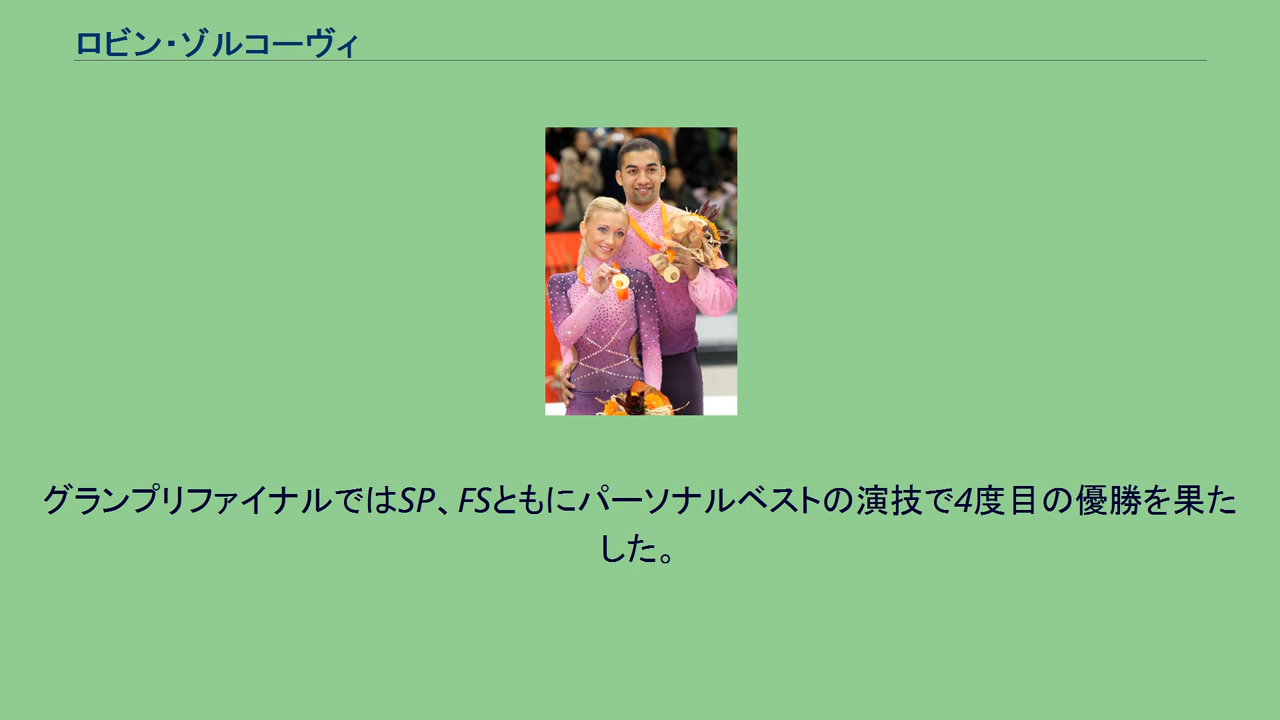 ロビン・ゾルコーヴィ
グランプリファイナルではSP、FSともにパーソナルベストの演技で4度目の優勝を果た
した。